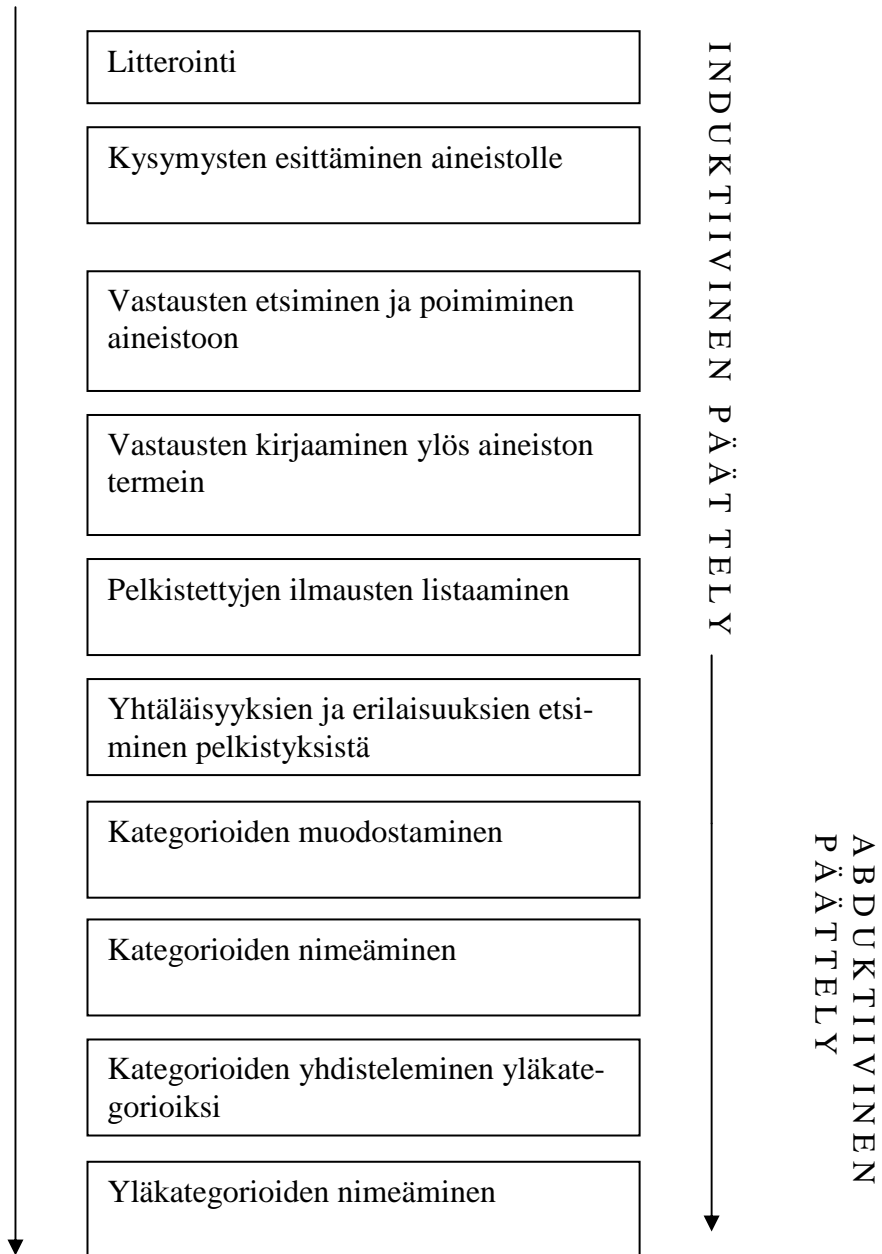 Litterointi
Kysymysten esittäminen aineistolle
Vastausten etsiminen ja poimiminen
aineistoon
Vastausten kirjaaminen ylös aineiston
termein
Pelkistettyjen ilmausten listaaminen
Yhtäläisyyksien ja erilaisuuksien etsi-
minen pelkistyksistä
Kategorioiden muodostaminen
Kategorioiden nimeäminen
Kategorioiden yhdisteleminen yläkate-
gorioiksi
Yläkategorioiden nimeäminen
INDUKTIIVINEN PÄÄTTELY
ABDUKTIIVINEN
PÄÄTTELY